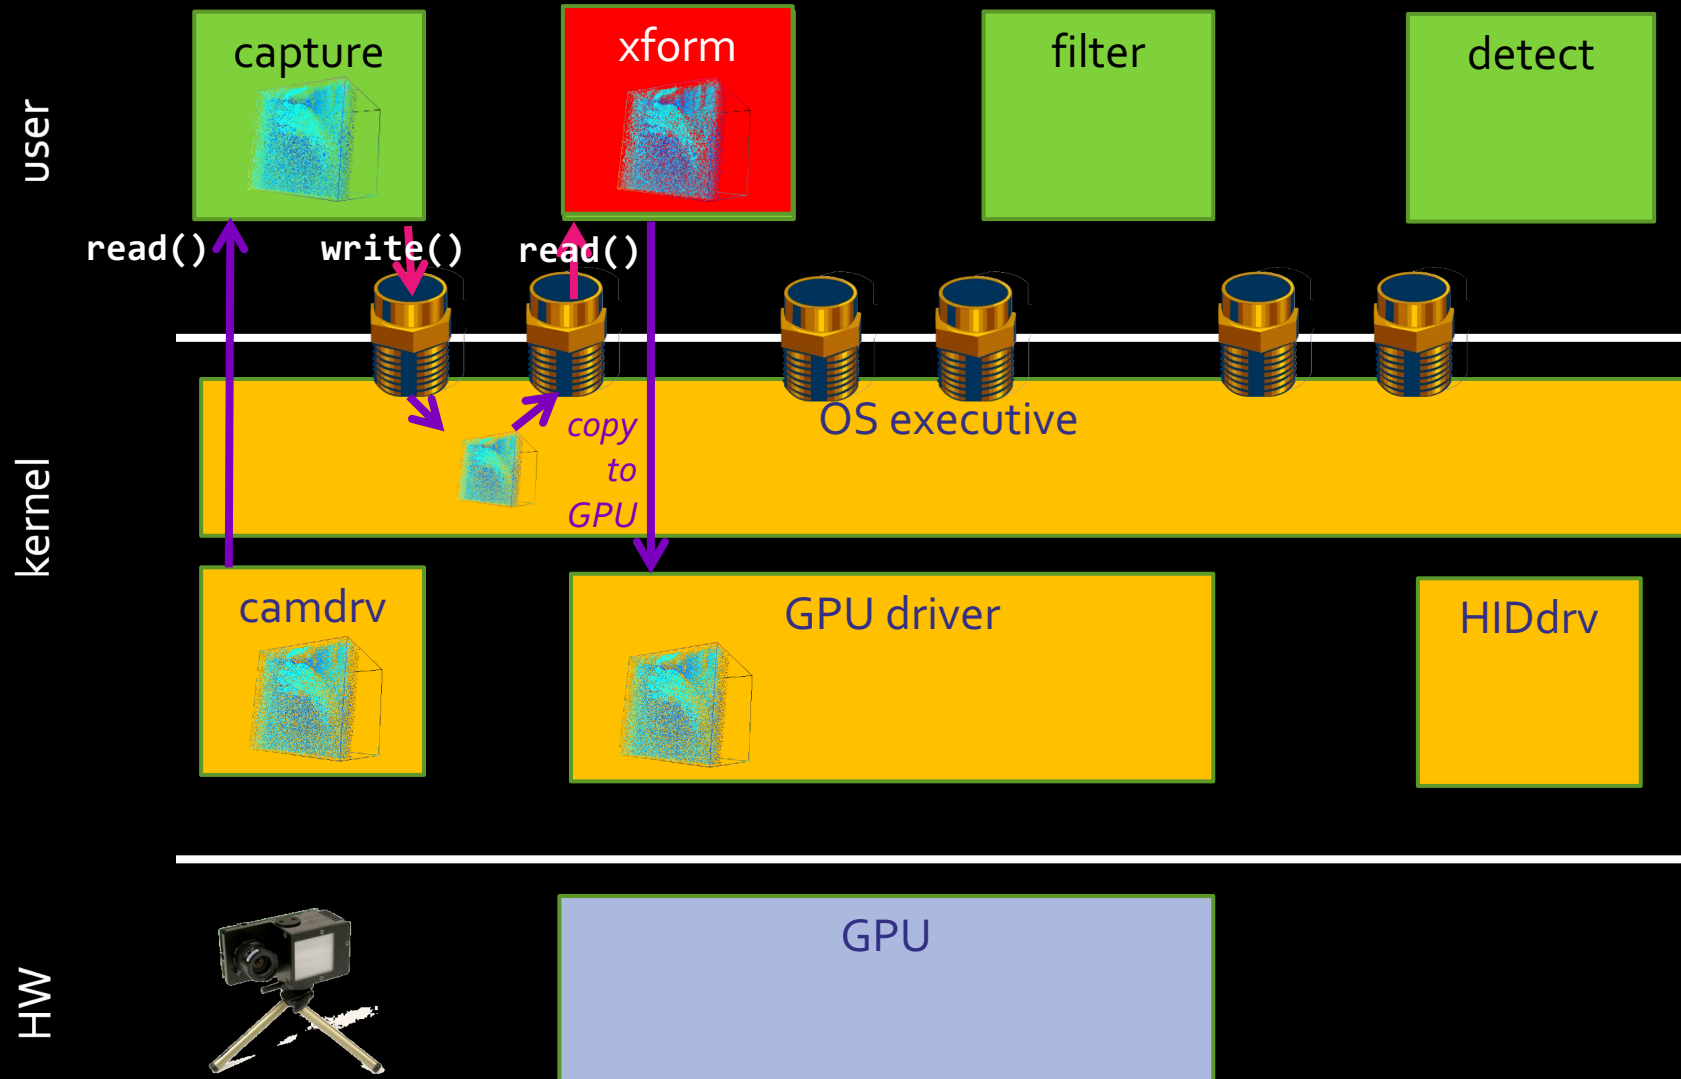 user
capture
xform
filter
detect
read()
write()
read()
kernel
OS executive
copy
to
GPU
camdrv
GPU driver
HIDdrv
HW
GPU